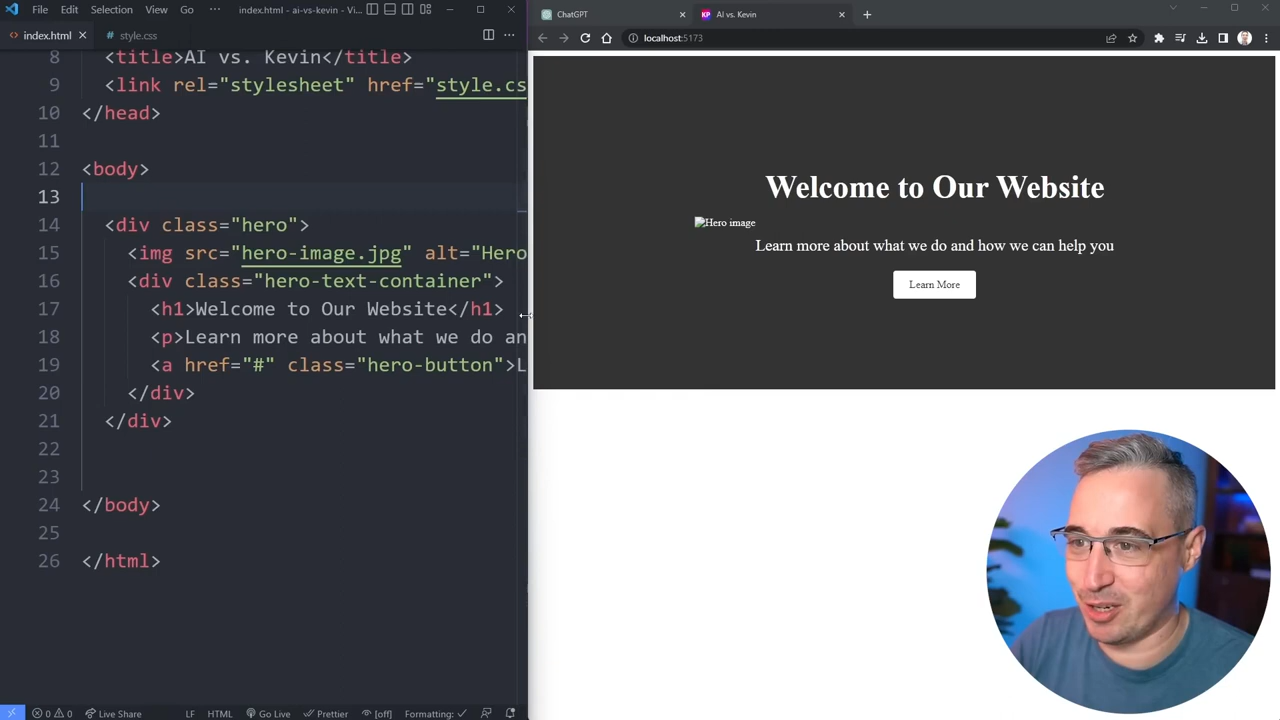 File Edit Selection View Go ··· index.html - ai-vs-kevin - Vi...
index.html style.css
8 <title>AI vs. Kevin</title>
9 <link rel="stylesheet" href="style.cs
10 </head>
11
12 <body>
13
14 <div class="hero">
15 <img src="hero-image.jpg" alt="Hero
16 <div class="hero-text-container">
17 <h1>Welcome to Our Website</h1>
18 <p>Learn more about what we do an
19 <a href="#" class="hero-button">L
20 </div>
21 </div>
22
23
24 </body>
25
26 </html>
0 0 Live Share LF HTML Go Live Prettier [off] Formatting:
ChatGPT AI vs. Kevin
KP
localhost:5173
Welcome to Our Website
Hero image
Learn more about what we do and how we can help you
Learn More